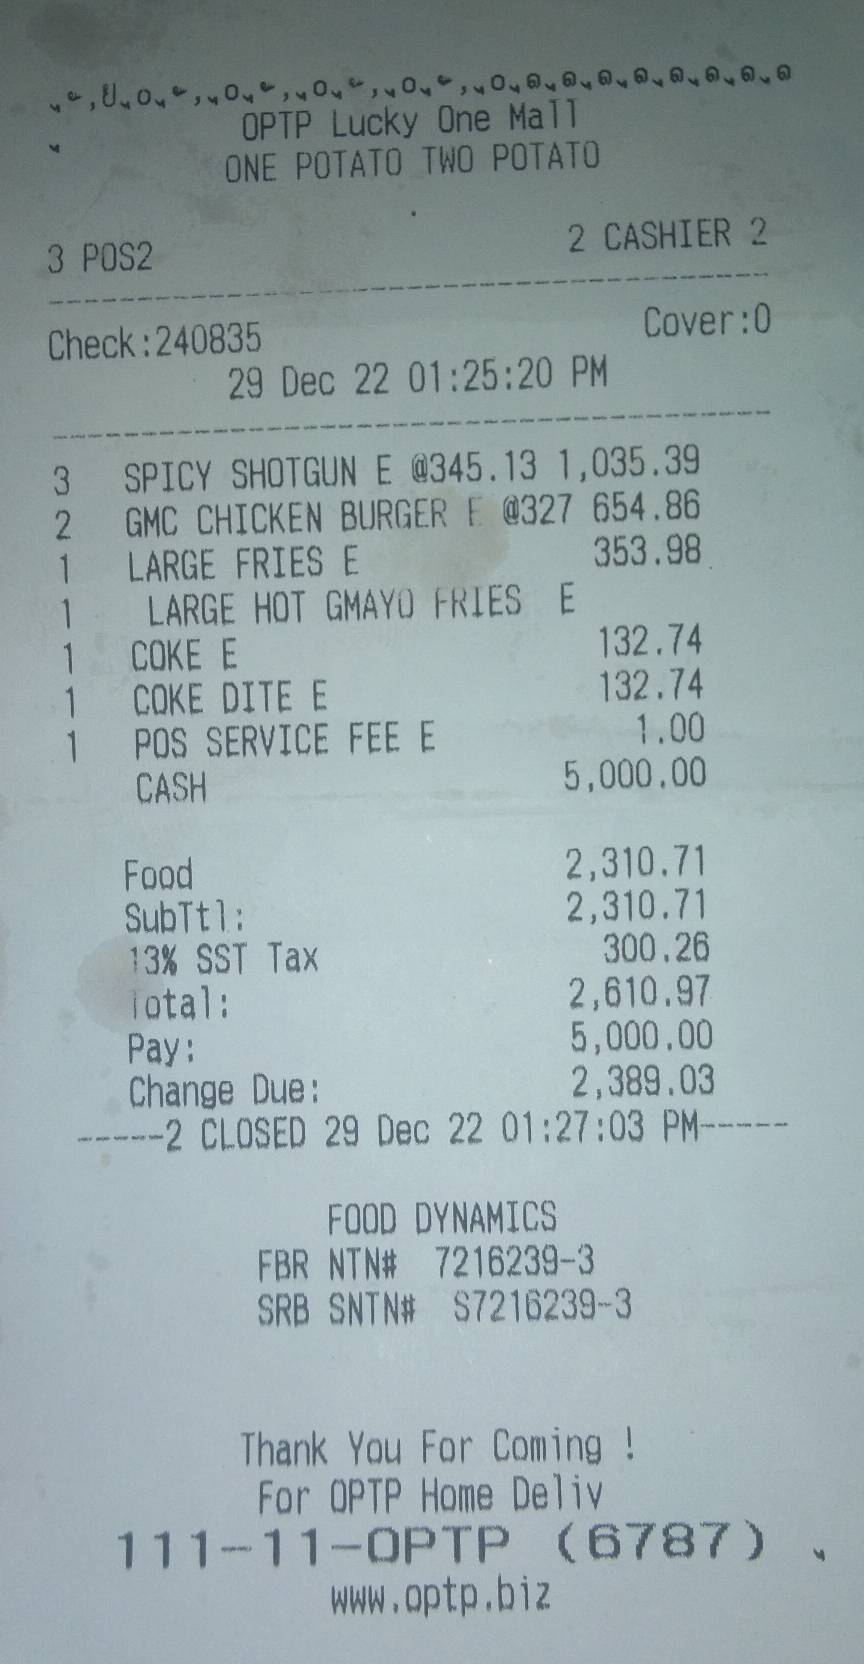 OPTP Lucky One Mall
ONE POTATO TWO POTATO
3 POS2 2 CASHIER 2
Check:240835 Cover:0
29 Dec 22 01:25:20 PM
3 SPICY SHOTGUN E @345.13 1,035.39
2 GMC CHICKEN BURGER E @327 654.86
1 LARGE FRIES E 353.98
1 LARGE HOT GMAYO FRIES E
1 COKE E 132.74
1 COKE DITE E 132.74
1 POS SERVICE FEE E 1.00
CASH 5,000.00
Food 2,310.71
SubTtl: 2,310.71
13% SST Tax 300.26
Total: 2,610.97
Pay: 5,000.00
Change Due: 2,389.03
-----2 CLOSED 29 Dec 22 01:27:03 PM-----
FOOD DYNAMICS
FBR NTN# 7216239-3
SRB SNTN# S7216239-3
Thank You For Coming !
For OPTP Home Deliv
111-11-OPTP (6787)
www.optp.biz